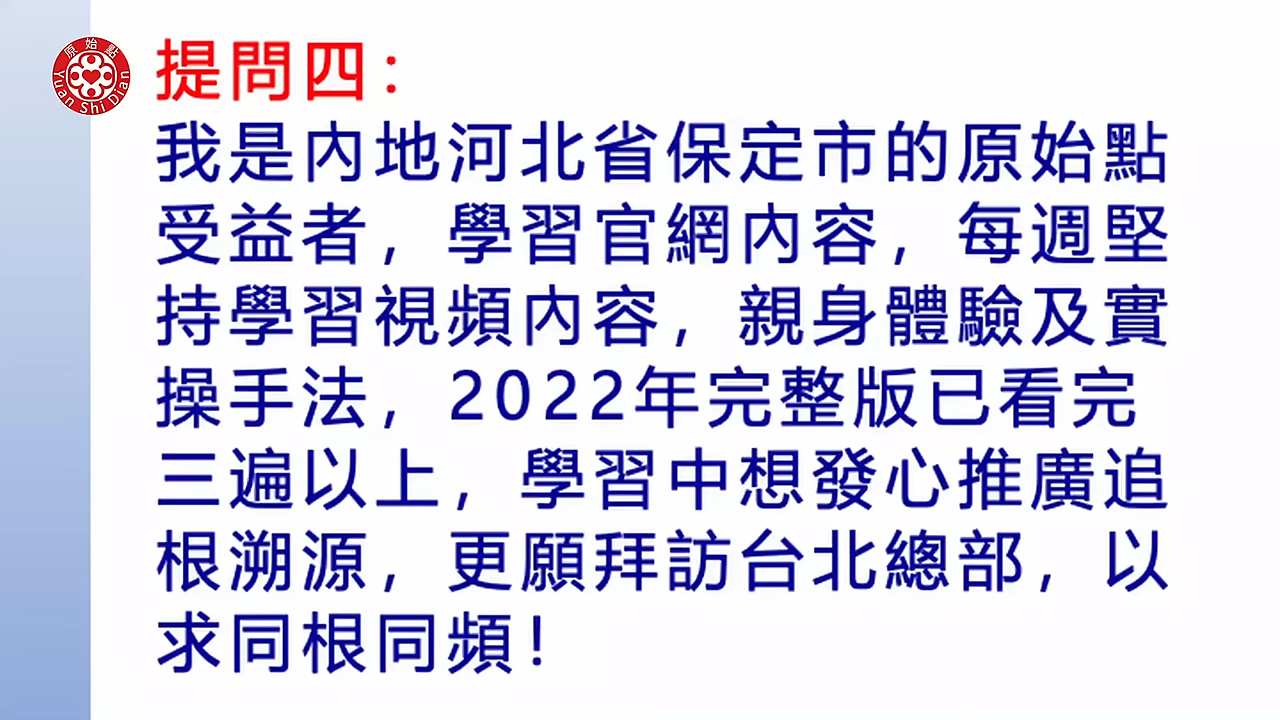 原始點
Yuan Shi Dian
提問四：
我是內地河北省保定市的原始點
受益者，學習官網內容，每週堅
持學習視頻內容，親身體驗及實
操手法，2022年完整版已看完
三遍以上，學習中想發心推廣追
根溯源，更願拜訪台北總部，以
求同根同頻！